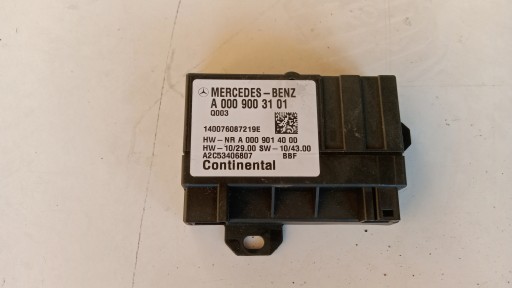 MERCEDES-BENZ
A 000 900 31 01
Q003
140076087219E
HW-NR A 000 901 40 00
HW-10/29.00 SW-10/43.00
A2C53406807 BBF
Continental